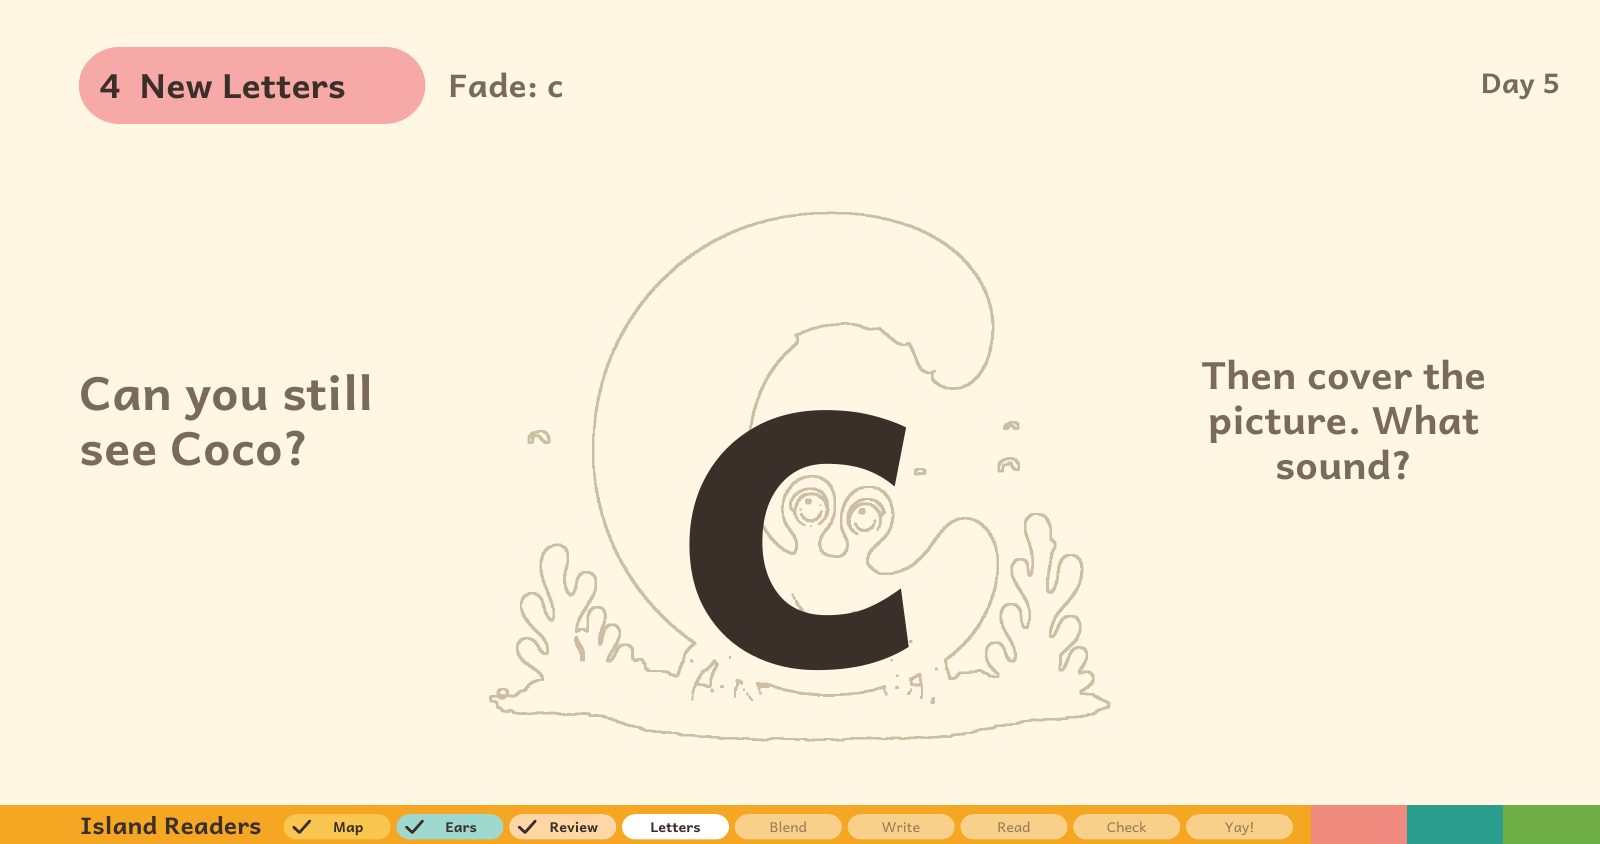 4 New Letters
Fade: c
Day 5
Can you still
see Coco?
c
Then cover the
picture. What
sound?
Island Readers
Map
Ears
Review
Letters
Blend
Write
Read
Check
Yay!